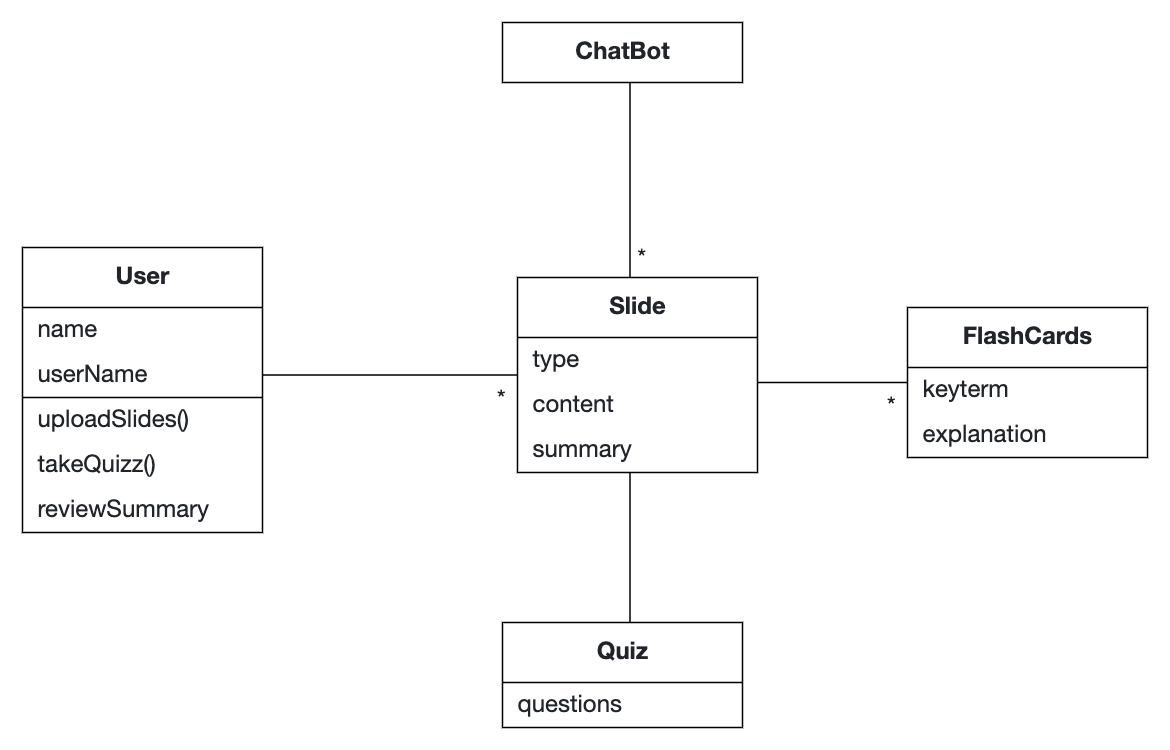 ChatBot
*
User
name
userName
uploadSlides()
takeQuizz()
reviewSummary
*
Slide
type
content
summary
*
FlashCards
keyterm
explanation
Quiz
questions